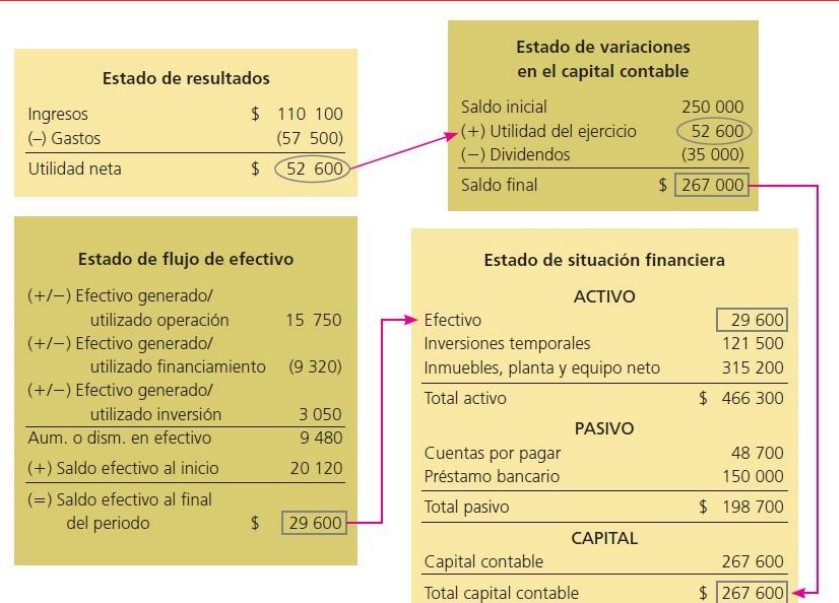 Estado de resultados
Ingresos $ 110 100
(–) Gastos (57 500)
Utilidad neta $ 52 600
Estado de variaciones
en el capital contable
Saldo inicial 250 000
(+) Utilidad del ejercicio 52 600
(−) Dividendos (35 000)
Saldo final $ 267 000
Estado de flujo de efectivo
(+/−) Efectivo generado/
utilizado operación 15 750
(+/−) Efectivo generado/
utilizado financiamiento (9 320)
(+/−) Efectivo generado/
utilizado inversión 3 050
Aum. o dism. en efectivo 9 480
(+) Saldo efectivo al inicio 20 120
(=) Saldo efectivo al final
del periodo $ 29 600
Estado de situación financiera
ACTIVO
Efectivo 29 600
Inversiones temporales 121 500
Inmuebles, planta y equipo neto 315 200
Total activo $ 466 300
PASIVO
Cuentas por pagar 48 700
Préstamo bancario 150 000
Total pasivo $ 198 700
CAPITAL
Capital contable 267 600
Total capital contable $ 267 600